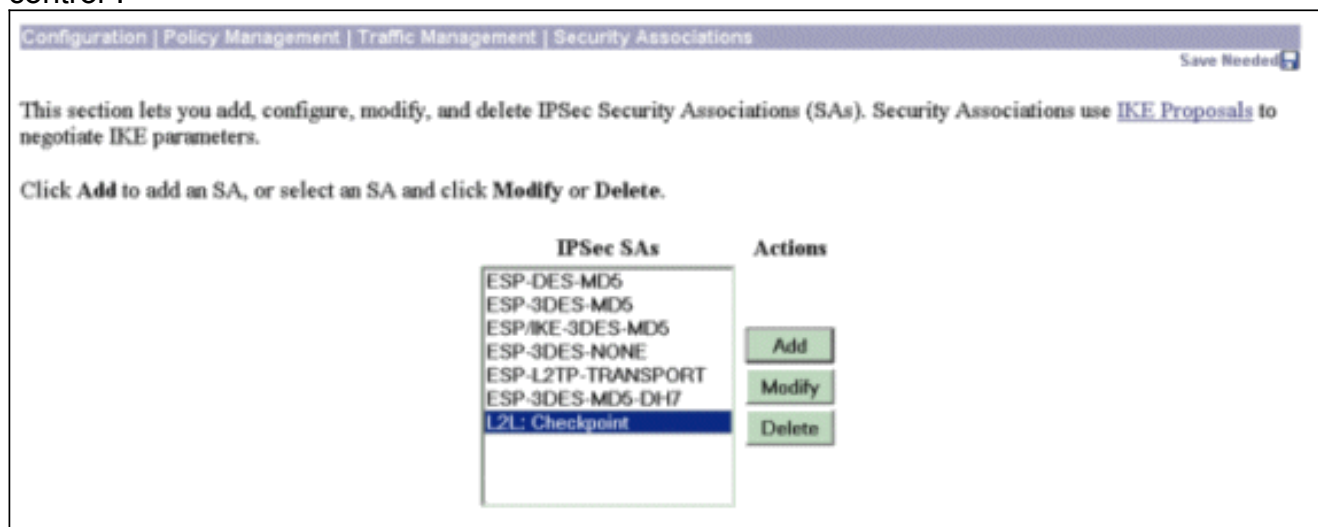 Configuration | Policy Management | Traffic Management | Security Associations
Save Needed
This section lets you add, configure, modify, and delete IPSec Security Associations (SAs). Security Associations use IKE Proposals to
negotiate IKE parameters.
Click Add to add an SA, or select an SA and click Modify or Delete.
IPSec SAs Actions
ESP-DES-MD5
ESP-3DES-MD5
ESP/IKE-3DES-MD5
ESP-3DES-NONE
ESP-L2TP-TRANSPORT
ESP-3DES-MD5-DH7
L2L: Checkpoint
Add
Modify
Delete